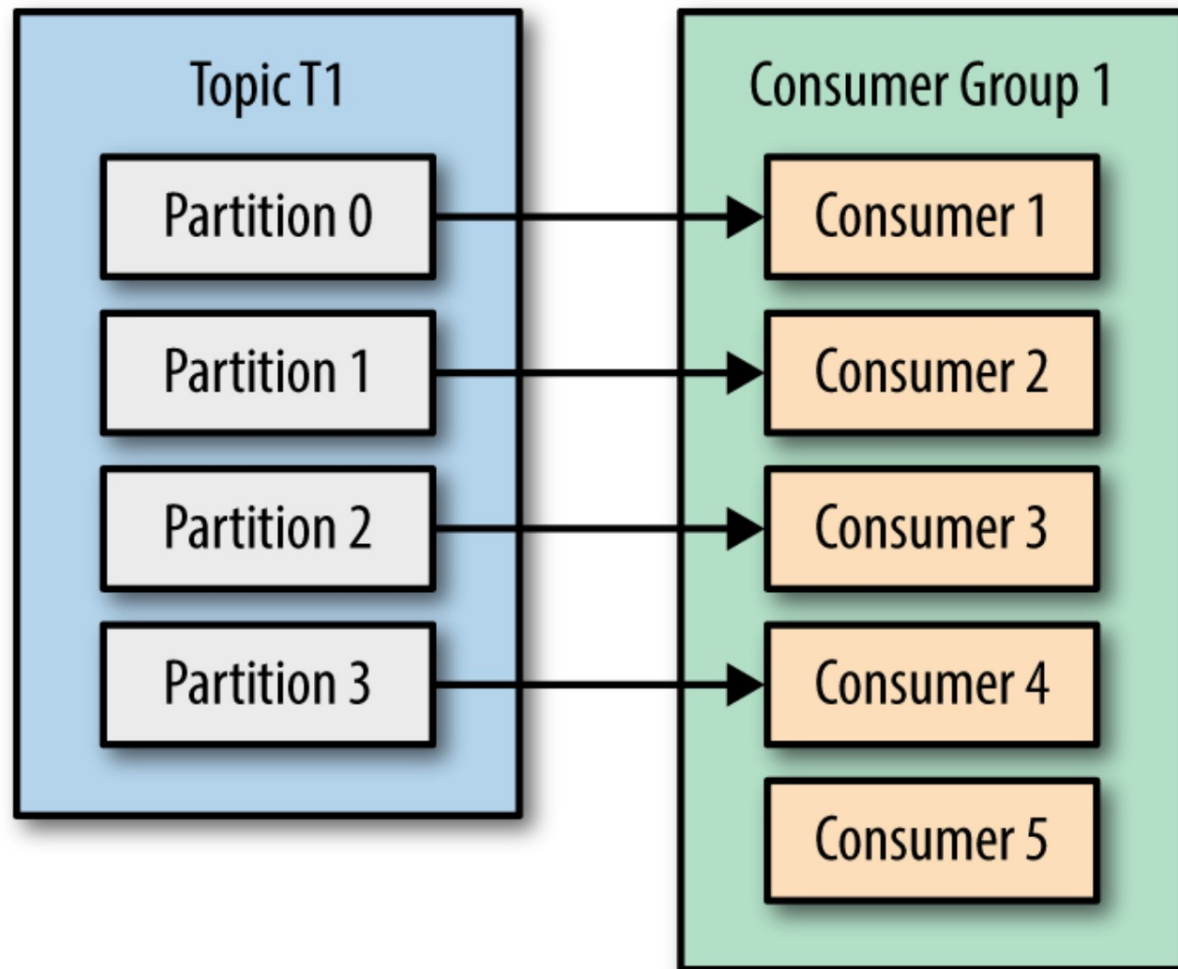 Topic T1
Partition 0
Partition 1
Partition 2
Partition 3
Consumer Group 1
Consumer 1
Consumer 2
Consumer 3
Consumer 4
Consumer 5